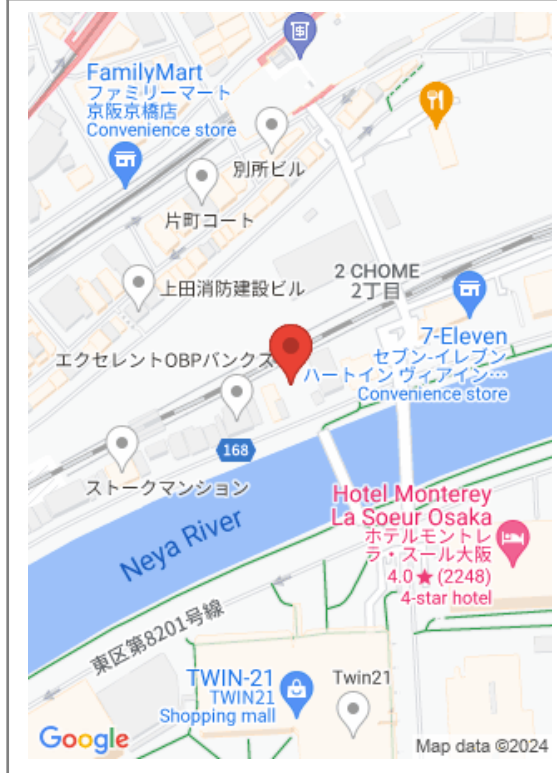 FamilyMart
ファミリーマート
京阪京橋店
Convenience store
別所ビル
片町コート
上田消防建設ビル
2 CHOME
2丁目
7-Eleven
セブン-イレブン
ハートイン ヴィアイン…
Convenience store
エクセレントOBPバンクス
168
ストークマンション
Neya River
Hotel Monterey
La Soeur Osaka
ホテルモントレ
ラ・スール大阪
4.0★(2248)
4-star hotel
東区第8201号線
TWIN-21
TWIN21
Shopping mall
Twin21
Google
Map data ©2024